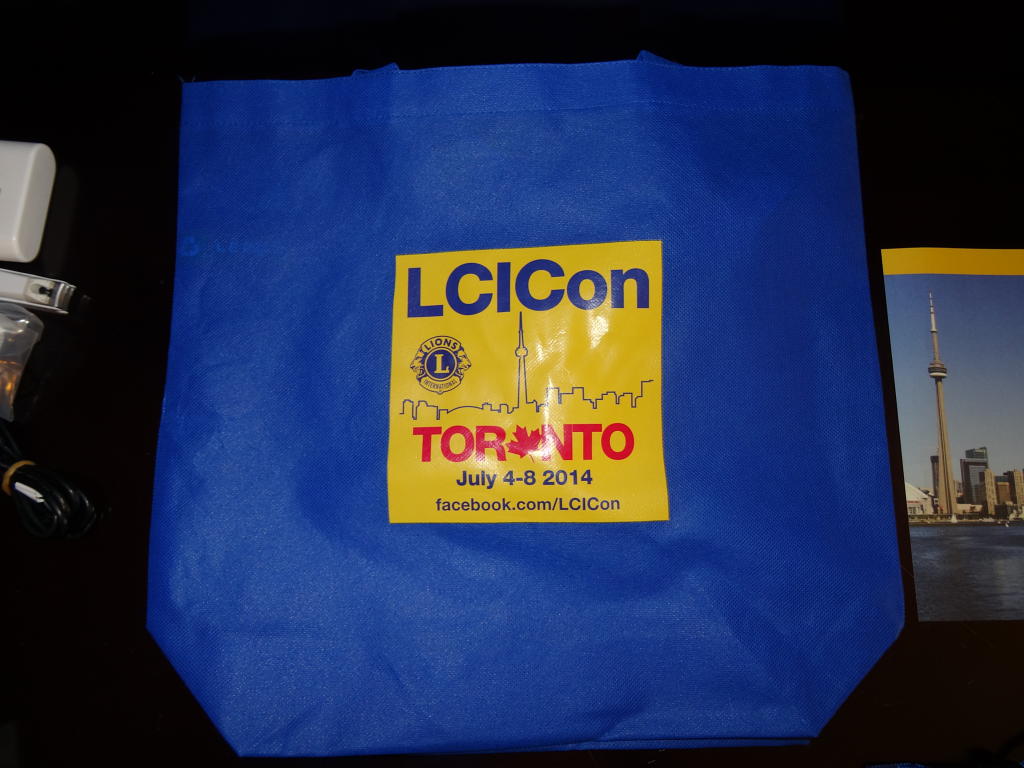 LCICon
LIONS
L
INTERNATIONAL
TORONTO
July 4-8 2014
facebook.com/LCICon